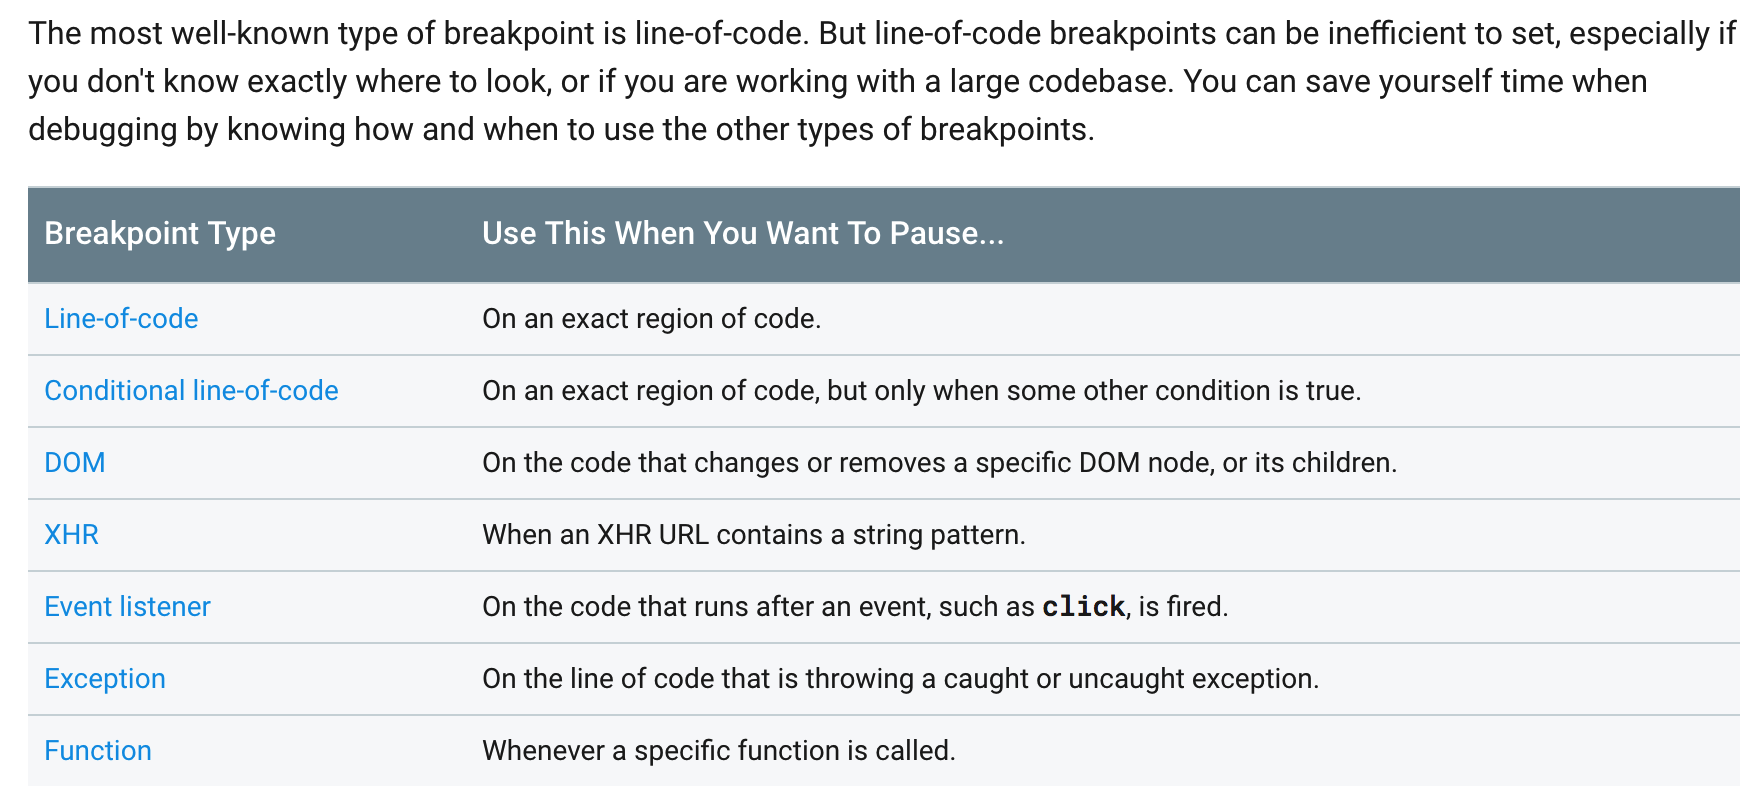 The most well-known type of breakpoint is line-of-code. But line-of-code breakpoints can be inefficient to set, especially if
you don't know exactly where to look, or if you are working with a large codebase. You can save yourself time when
debugging by knowing how and when to use the other types of breakpoints.
Breakpoint Type Use This When You Want To Pause...
Line-of-code On an exact region of code.
Conditional line-of-code On an exact region of code, but only when some other condition is true.
DOM On the code that changes or removes a specific DOM node, or its children.
XHR When an XHR URL contains a string pattern.
Event listener On the code that runs after an event, such as click, is fired.
Exception On the line of code that is throwing a caught or uncaught exception.
Function Whenever a specific function is called.